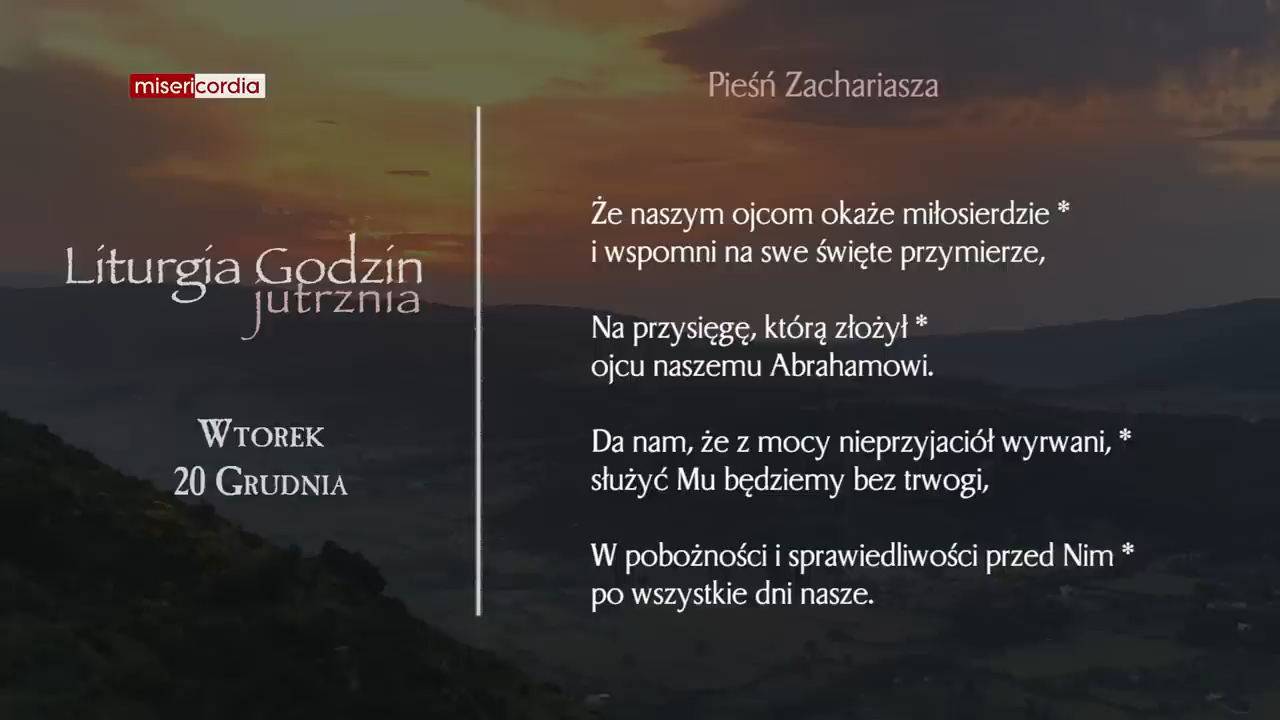 misericordia
Liturgia Godzin
jutrznia
Wtorek
20 Grudnia
Pieśń Zachariasza
Że naszym ojcom okaże miłosierdzie *
i wspomni na swe święte przymierze,
Na przysięgę, którą złożył *
ojcu naszemu Abrahamowi.
Da nam, że z mocy nieprzyjaciół wyrwani, *
służyć Mu będziemy bez trwogi,
W pobożności i sprawiedliwości przed Nim *
po wszystkie dni nasze.